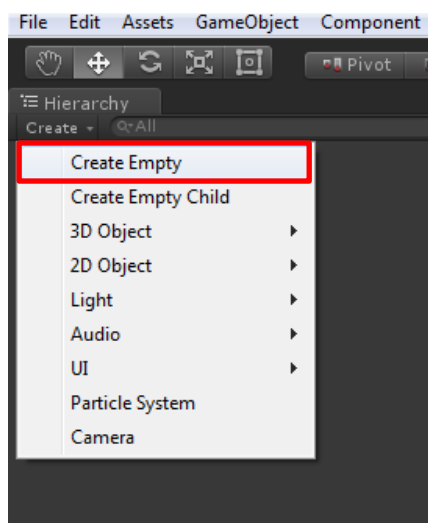 File Edit Assets GameObject Component
Pivot
Hierarchy
Create All
Create Empty
Create Empty Child
3D Object
2D Object
Light
Audio
UI
Particle System
Camera